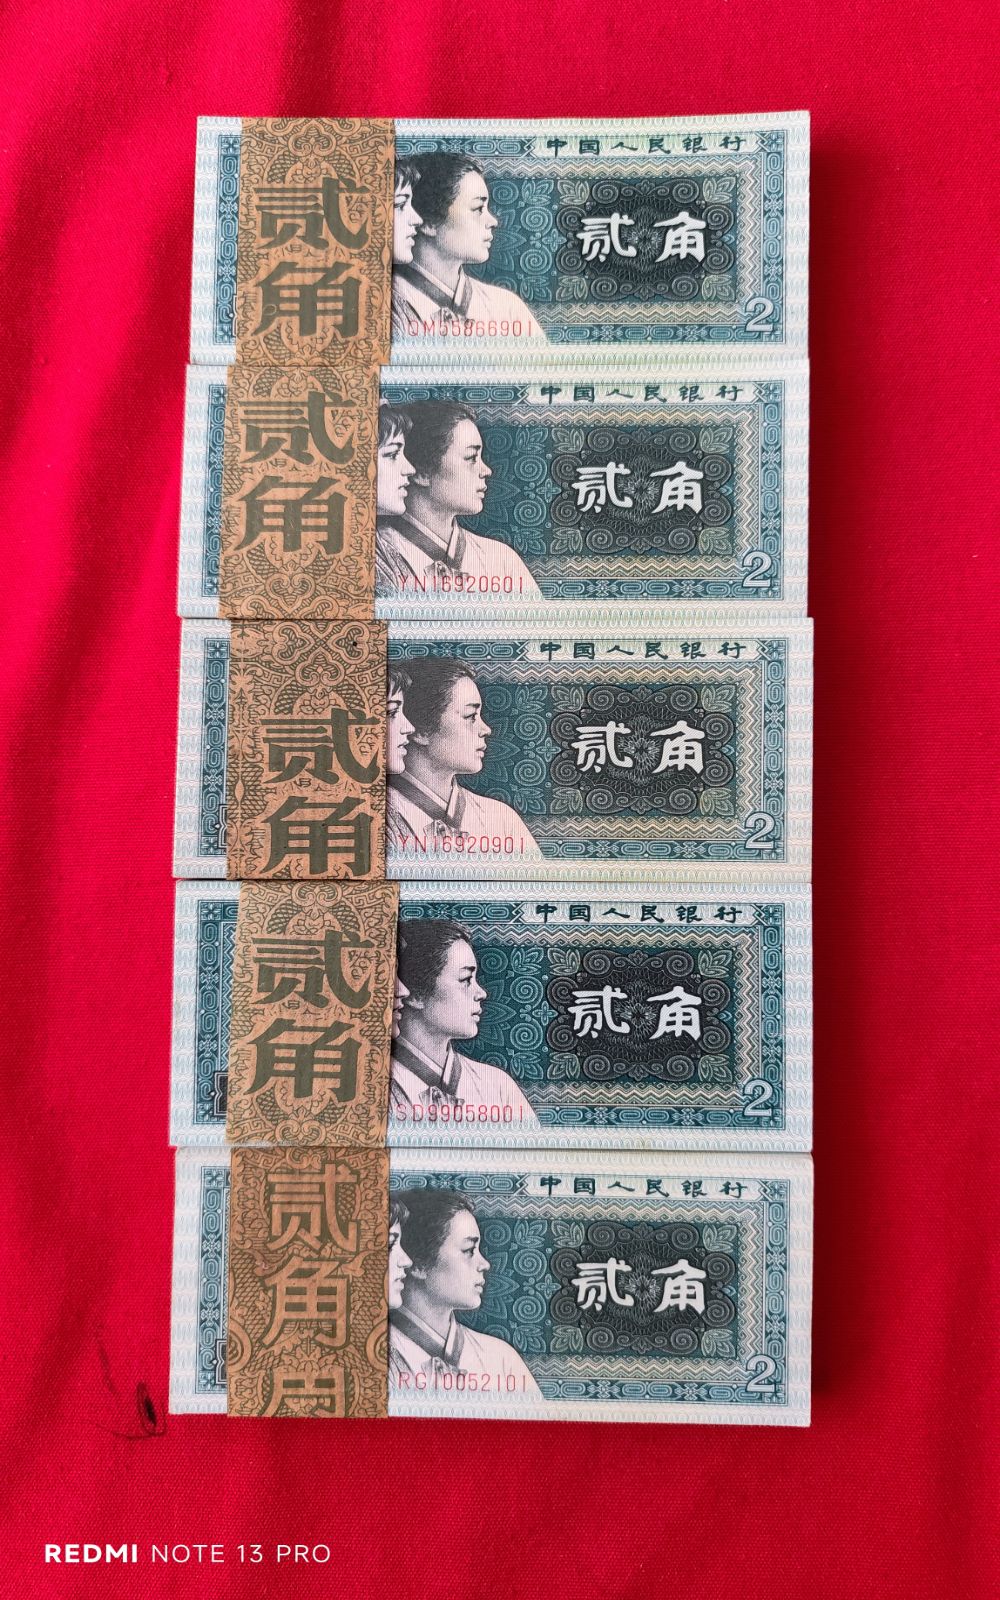 中国人民银行
贰角
贰角
QM55866901
2
中国人民银行
贰角
贰角
YN16920601
2
中国人民银行
贰角
贰角
YN16920901
2
中国人民银行
贰角
贰角
SD99058001
2
中国人民银行
贰角
贰角
RG10052101
2
REDMI NOTE 13 PRO